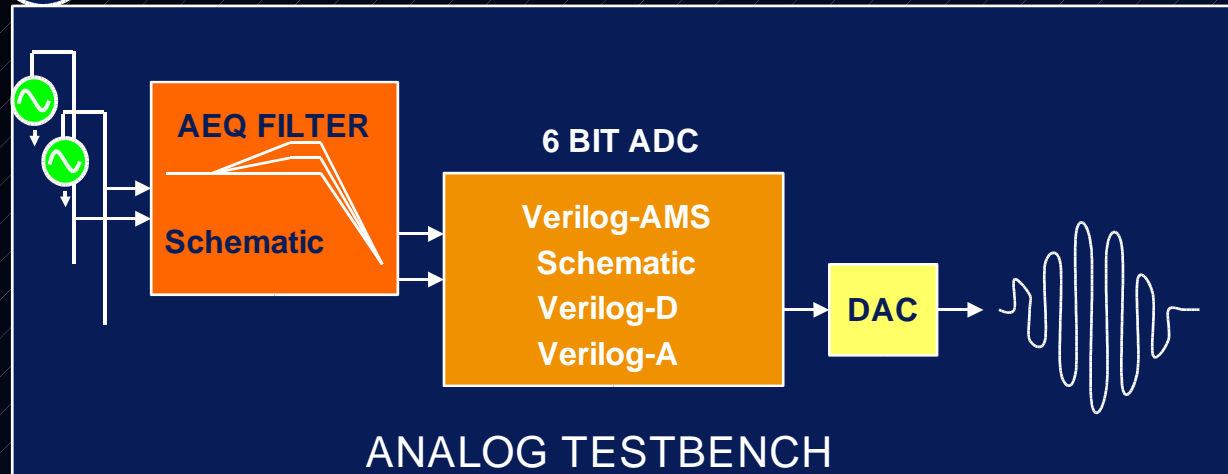 AEQ FILTER
Schematic
6 BIT ADC
Verilog-AMS
Schematic
Verilog-D
Verilog-A
DAC
ANALOG TESTBENCH